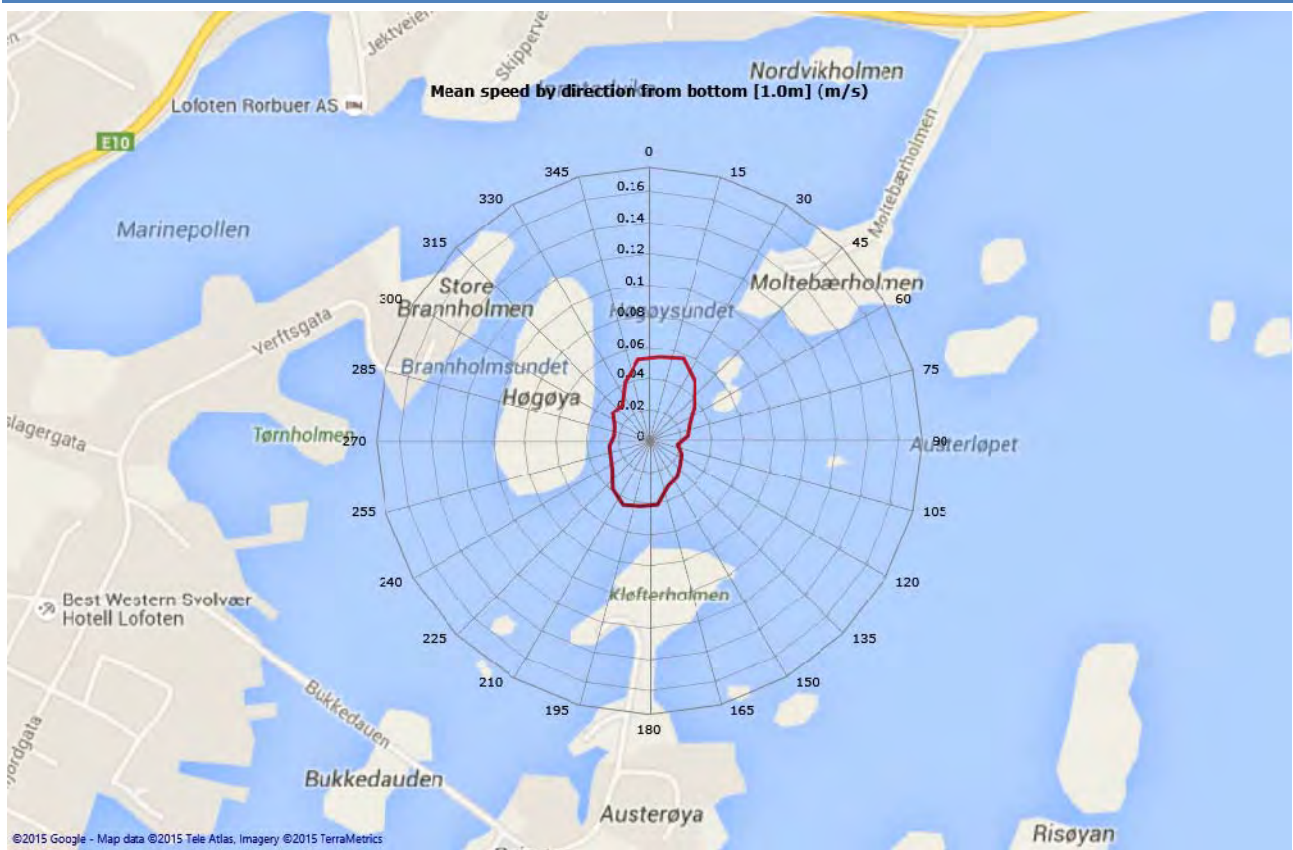 Jektveien
Skipperve
Nordvikholmen
Mean speed by direction from bottom [1.0m] (m/s)
Lofoten Rorbuer AS
E10
Moltebærholmen
Marinepollen
0
345
15
330
30
315
45
300
60
285
75
270
90
255
105
240
120
225
135
210
150
195
165
180
0.16
0.14
0.12
0.1
0.08
0.06
0.04
0.02
0
Store
Brannholmen
Moltebærholmen
Høgøysundet
Verftsgata
Brannholmsundet
Høgøya
slagergata
Tørnholmen
Austerløpet
Kløfterholmen
Best Western Svolvær
Hotell Lofoten
Bukkedauen
fjordgata
Bukkedauden
Austerøya
Risøyan
©2015 Google - Map data ©2015 Tele Atlas, Imagery ©2015 TerraMetrics